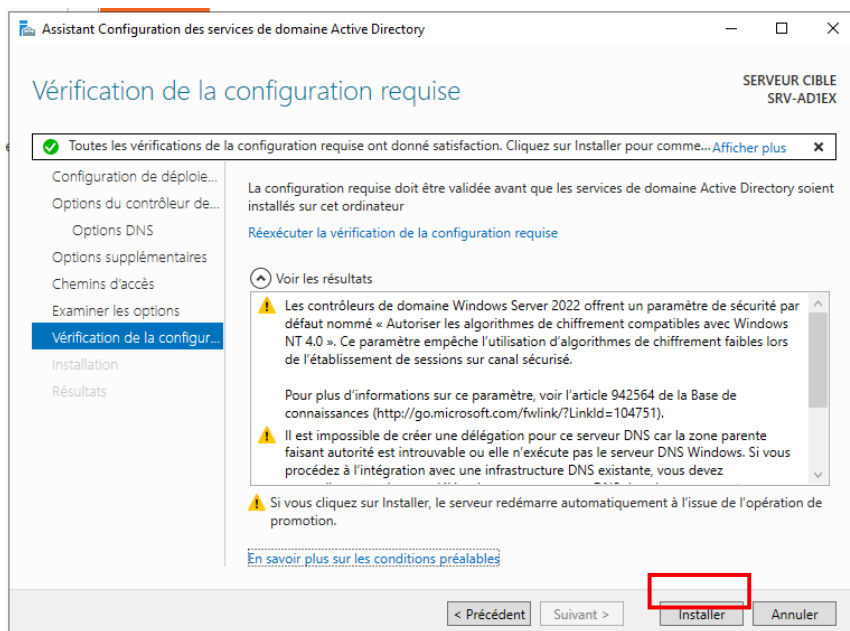 Assistant Configuration des services de domaine Active Directory
Vérification de la configuration requise
SERVEUR CIBLE
SRV-AD1EX
Toutes les vérifications de la configuration requise ont donné satisfaction. Cliquez sur Installer pour comme... Afficher plus
Configuration de déploie...
Options du contrôleur de...
Options DNS
Options supplémentaires
Chemins d'accès
Examiner les options
Vérification de la configur...
Installation
Résultats
La configuration requise doit être validée avant que les services de domaine Active Directory soient
installés sur cet ordinateur
Réexécuter la vérification de la configuration requise
Voir les résultats
Les contrôleurs de domaine Windows Server 2022 offrent un paramètre de sécurité par
défaut nommé « Autoriser les algorithmes de chiffrement compatibles avec Windows
NT 4.0 ». Ce paramètre empêche l'utilisation d'algorithmes de chiffrement faibles lors
de l'établissement de sessions sur canal sécurisé.
Pour plus d'informations sur ce paramètre, voir l'article 942564 de la Base de
connaissances (http://go.microsoft.com/fwlink/?LinkId=104751).
Il est impossible de créer une délégation pour ce serveur DNS car la zone parente
faisant autorité est introuvable ou elle n'exécute pas le serveur DNS Windows. Si vous
procédez à l'intégration avec une infrastructure DNS existante, vous devez
Si vous cliquez sur Installer, le serveur redémarre automatiquement à l'issue de l'opération de
promotion.
En savoir plus sur les conditions préalables
< Précédent
Suivant >
Installer
Annuler